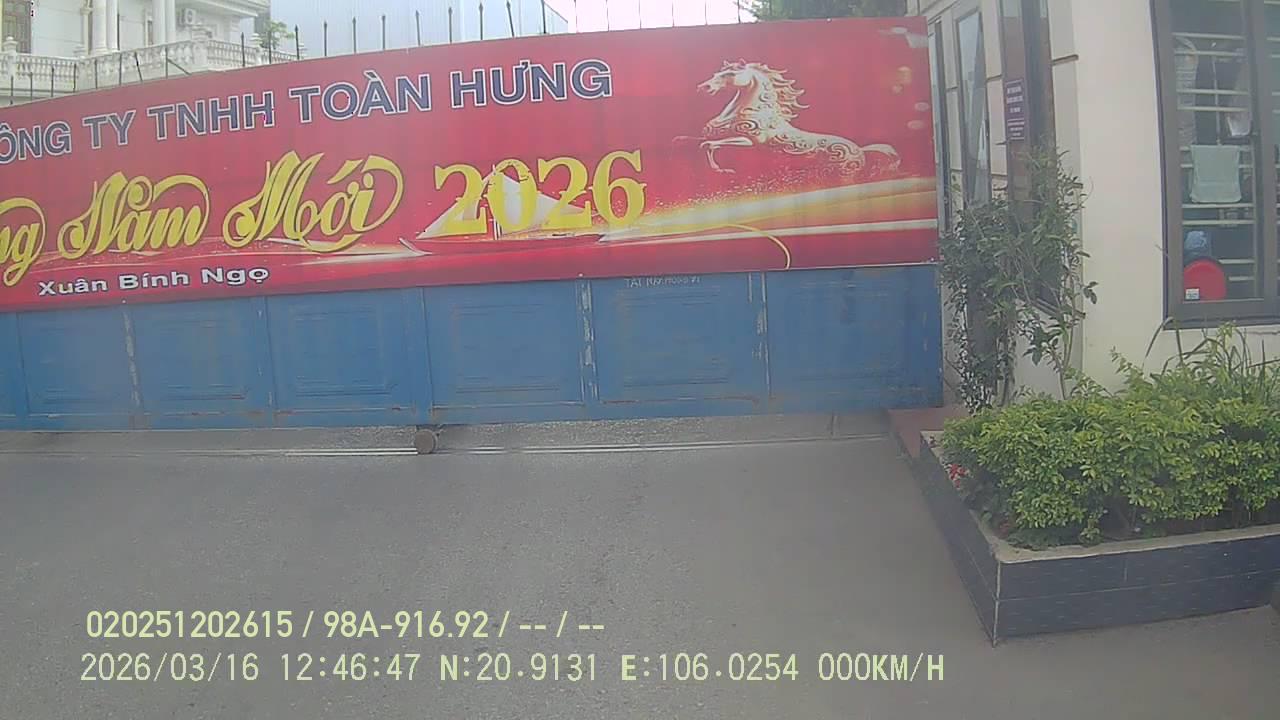 ÔNG TY TNHH TOÀN HƯNG
ng Năm Mới 2026
Xuân Bính Ngọ
020251202615 / 98A-916.92 / -- / --
2026/03/16 12:46:47 N:20.9131 E:106.0254 000KM/H